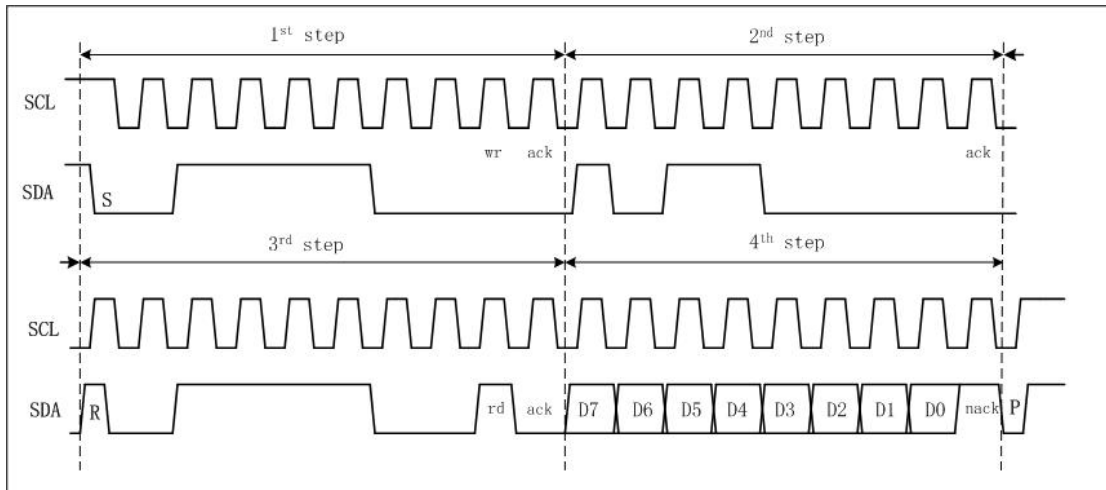 1st step 2nd step
SCL
wr ack ack
SDA
S
3rd step 4th step
SCL
SDA R rd ack D7 D6 D5 D4 D3 D2 D1 D0 nack P